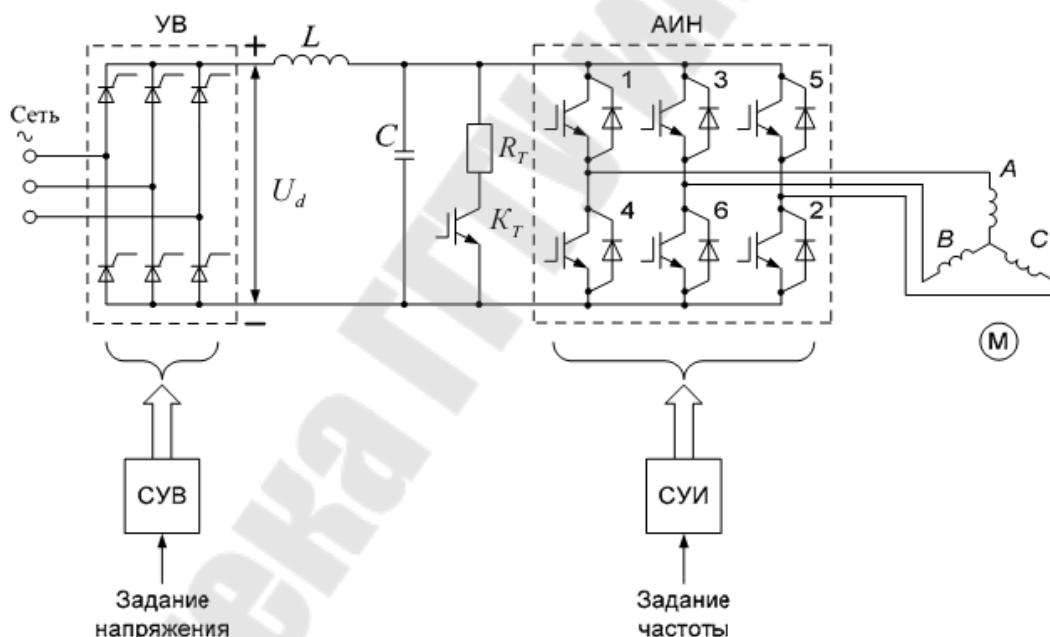 УВ
АИН
+
L
1
3
5
Сеть
~
C
R_T
U_d
K_T
4
6
2
A
B
C
–
М
СУВ
СУИ
Задание
напряжения
Задание
частоты